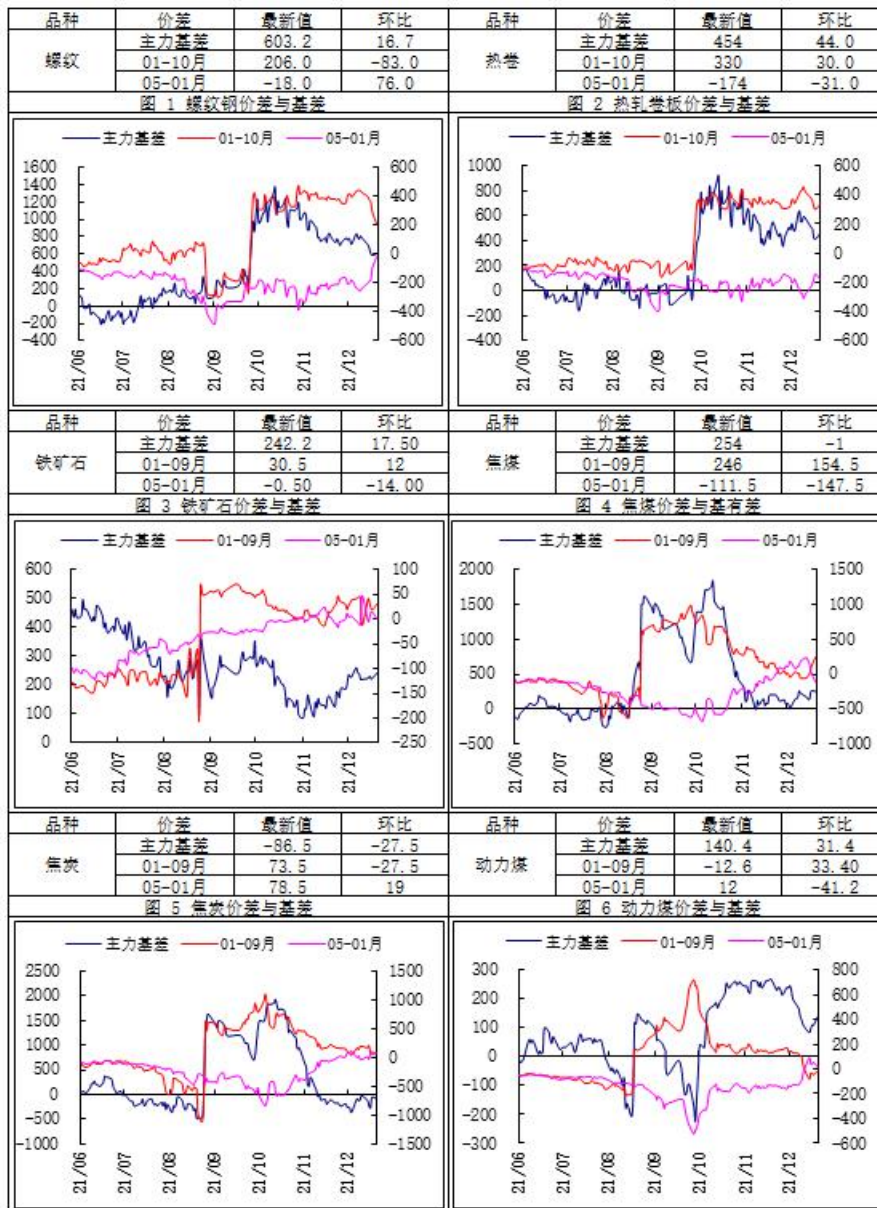 品种 价差 最新值 环比
螺纹 主力基差 603.2 16.7
01-10月 206.0 -83.0
05-01月 -18.0 76.0
图 1 螺纹钢价差与基差
主力基差 01-10月 05-01月
1600
1400
1200
1000
800
600
400
200
0
-200
-400
600
400
200
0
-200
-400
-600
21/06 21/07 21/08 21/09 21/10 21/11 21/12
品种 价差 最新值 环比
热卷 主力基差 454 44.0
01-10月 330 30.0
05-01月 -174 -31.0
图 2 热轧卷板价差与基差
主力基差 01-10月 05-01月
1000
800
600
400
200
0
-200
-400
600
400
200
0
-200
-400
-600
21/06 21/07 21/08 21/09 21/10 21/11 21/12
品种 价差 最新值 环比
铁矿石 主力基差 242.2 17.50
01-09月 30.5 12
05-01月 -0.50 -14.00
图 3 铁矿石价差与基差
主力基差 01-09月 05-01月
600
500
400
300
200
100
0
100
50
0
-50
-100
-150
-200
-250
21/06 21/07 21/08 21/09 21/10 21/11 21/12
品种 价差 最新值 环比
焦煤 主力基差 254 -1
01-09月 246 154.5
05-01月 -111.5 -147.5
图 4 焦煤价差与基有差
主力基差 01-09月 05-01月
2000
1500
1000
500
0
-500
1500
1000
500
0
-500
-1000
21/06 21/07 21/08 21/09 21/10 21/11 21/12
品种 价差 最新值 环比
焦炭 主力基差 -86.5 -27.5
01-09月 73.5 -27.5
05-01月 78.5 19
图 5 焦炭价差与基差
主力基差 01-09月 05-01月
2500
2000
1500
1000
500
0
-500
-1000
1500
1000
500
0
-500
-1000
-1500
21/06 21/07 21/08 21/09 21/10 21/11 21/12
品种 价差 最新值 环比
动力煤 主力基差 140.4 31.4
01-09月 -12.6 33.40
05-01月 12 -41.2
图 6 动力煤价差与基差
主力基差 01-09月 05-01月
300
200
100
0
-100
-200
-300
800
600
400
200
0
-200
-400
-600
21/06 21/07 21/08 21/09 21/10 21/11 21/12